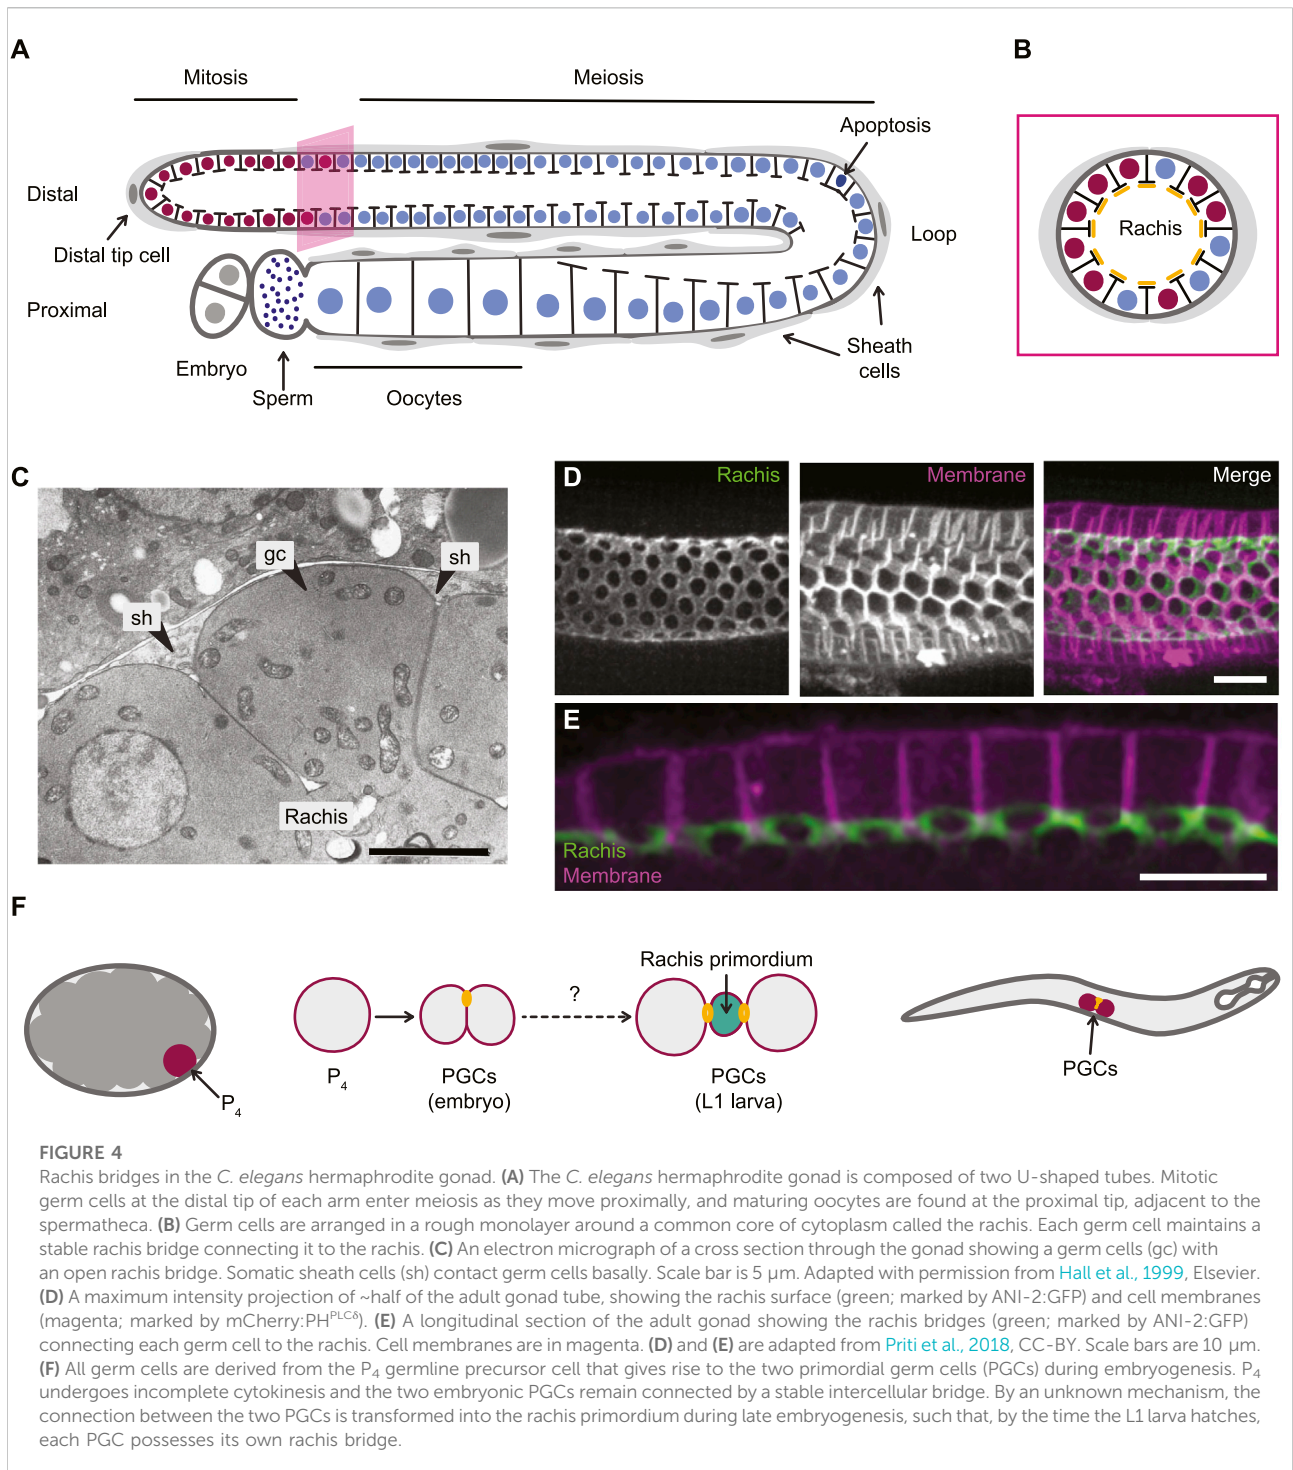 A
B
Mitosis
Meiosis
Apoptosis
Distal
Distal tip cell
Loop
Rachis
Proximal
Embryo
Sperm
Oocytes
Sheath
cells
C
gc
sh
sh
Rachis
D
Rachis
Membrane
Merge
E
Rachis
Membrane
F
Rachis primordium
?
P4
P4
PGCs
(embryo)
PGCs
(L1 larva)
PGCs
FIGURE 4
Rachis bridges in the C. elegans hermaphrodite gonad. (A) The C. elegans hermaphrodite gonad is composed of two U-shaped tubes. Mitotic
germ cells at the distal tip of each arm enter meiosis as they move proximally, and maturing oocytes are found at the proximal tip, adjacent to the
spermatheca. (B) Germ cells are arranged in a rough monolayer around a common core of cytoplasm called the rachis. Each germ cell maintains a
stable rachis bridge connecting it to the rachis. (C) An electron micrograph of a cross section through the gonad showing a germ cells (gc) with
an open rachis bridge. Somatic sheath cells (sh) contact germ cells basally. Scale bar is 5 μm. Adapted with permission from Hall et al., 1999, Elsevier.
(D) A maximum intensity projection of ~half of the adult gonad tube, showing the rachis surface (green; marked by ANI-2:GFP) and cell membranes
(magenta; marked by mCherry:PH^PLCδ). (E) A longitudinal section of the adult gonad showing the rachis bridges (green; marked by ANI-2:GFP)
connecting each germ cell to the rachis. Cell membranes are in magenta. (D) and (E) are adapted from Priti et al., 2018, CC-BY. Scale bars are 10 μm.
(F) All germ cells are derived from the P4 germline precursor cell that gives rise to the two primordial germ cells (PGCs) during embryogenesis. P4
undergoes incomplete cytokinesis and the two embryonic PGCs remain connected by a stable intercellular bridge. By an unknown mechanism, the
connection between the two PGCs is transformed into the rachis primordium during late embryogenesis, such that, by the time the L1 larva hatches,
each PGC possesses its own rachis bridge.